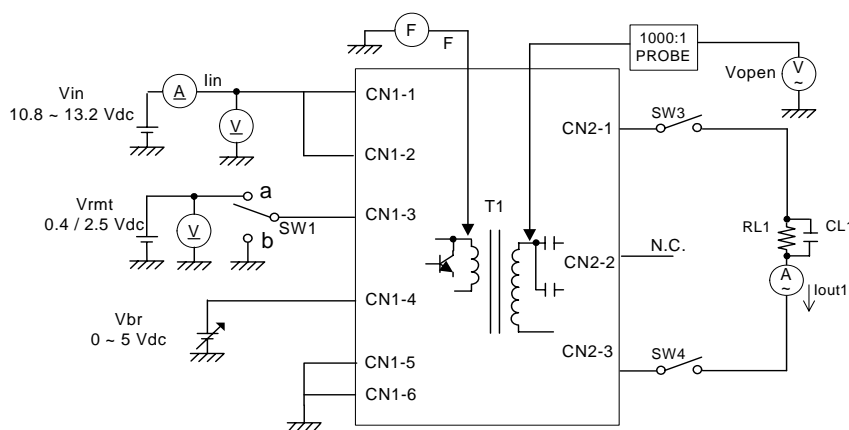 F
F
1000:1
PROBE
Vopen
V
~
Vin
10.8 ~ 13.2 Vdc
A
Iin
V
CN1-1
CN1-2
CN2-1
SW3
Vrmt
0.4 / 2.5 Vdc
V
a
b
SW1
CN1-3
T1
RL1
CL1
N.C.
CN2-2
A
~
Iout1
Vbr
0 ~ 5 Vdc
CN1-4
CN1-5
CN1-6
CN2-3
SW4